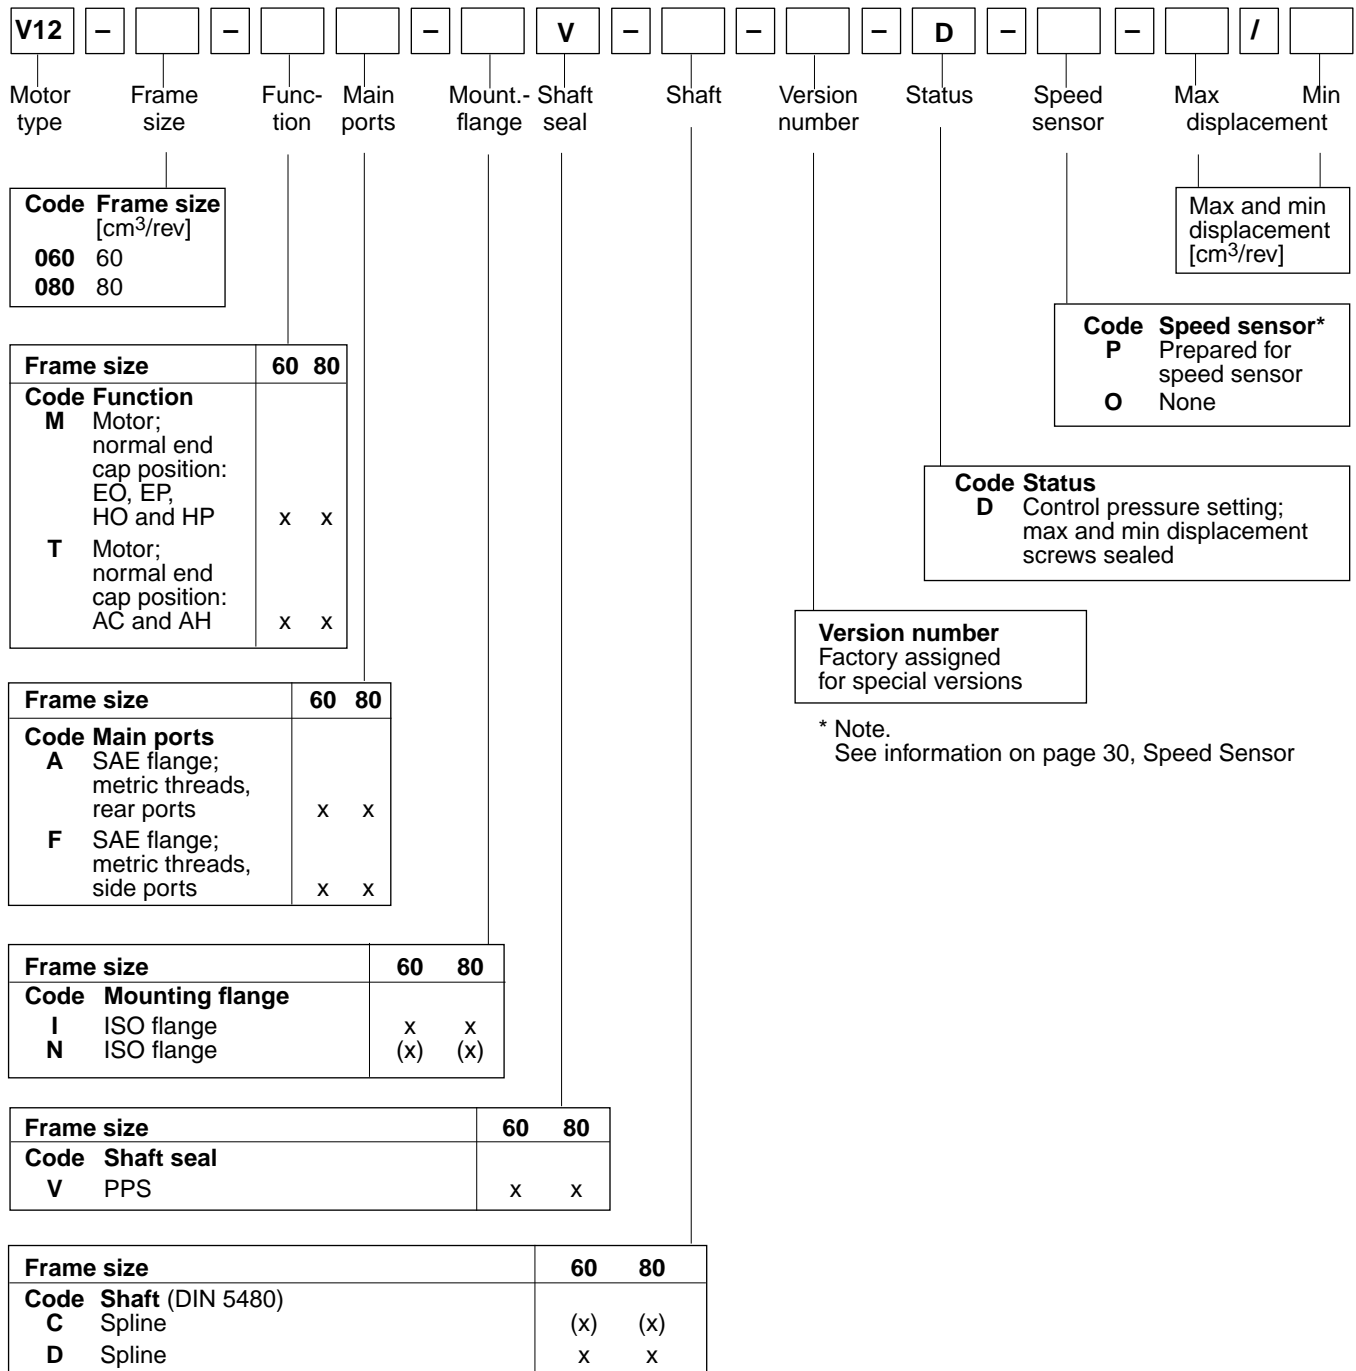 V12 – – – V – – – D – – /
Motor type
Frame size
Func- tion
Main ports
Mount.- flange
Shaft seal
Shaft
Version number
Status
Speed sensor
Max Min
displacement
Code Frame size
[cm3/rev]
060 60
080 80
Max and min
displacement
[cm3/rev]
Code Speed sensor*
P Prepared for
speed sensor
O None
Frame size 60 80
Code Function
M Motor;
normal end
cap position:
EO, EP,
HO and HP x x
T Motor;
normal end
cap position:
AC and AH x x
Code Status
D Control pressure setting;
max and min displacement
screws sealed
Version number
Factory assigned
for special versions
* Note.
See information on page 30, Speed Sensor
Frame size 60 80
Code Main ports
A SAE flange;
metric threads,
rear ports x x
F SAE flange;
metric threads,
side ports x x
Frame size 60 80
Code Mounting flange
I ISO flange x x
N ISO flange (x) (x)
Frame size 60 80
Code Shaft seal
V PPS x x
Frame size 60 80
Code Shaft (DIN 5480)
C Spline (x) (x)
D Spline x x